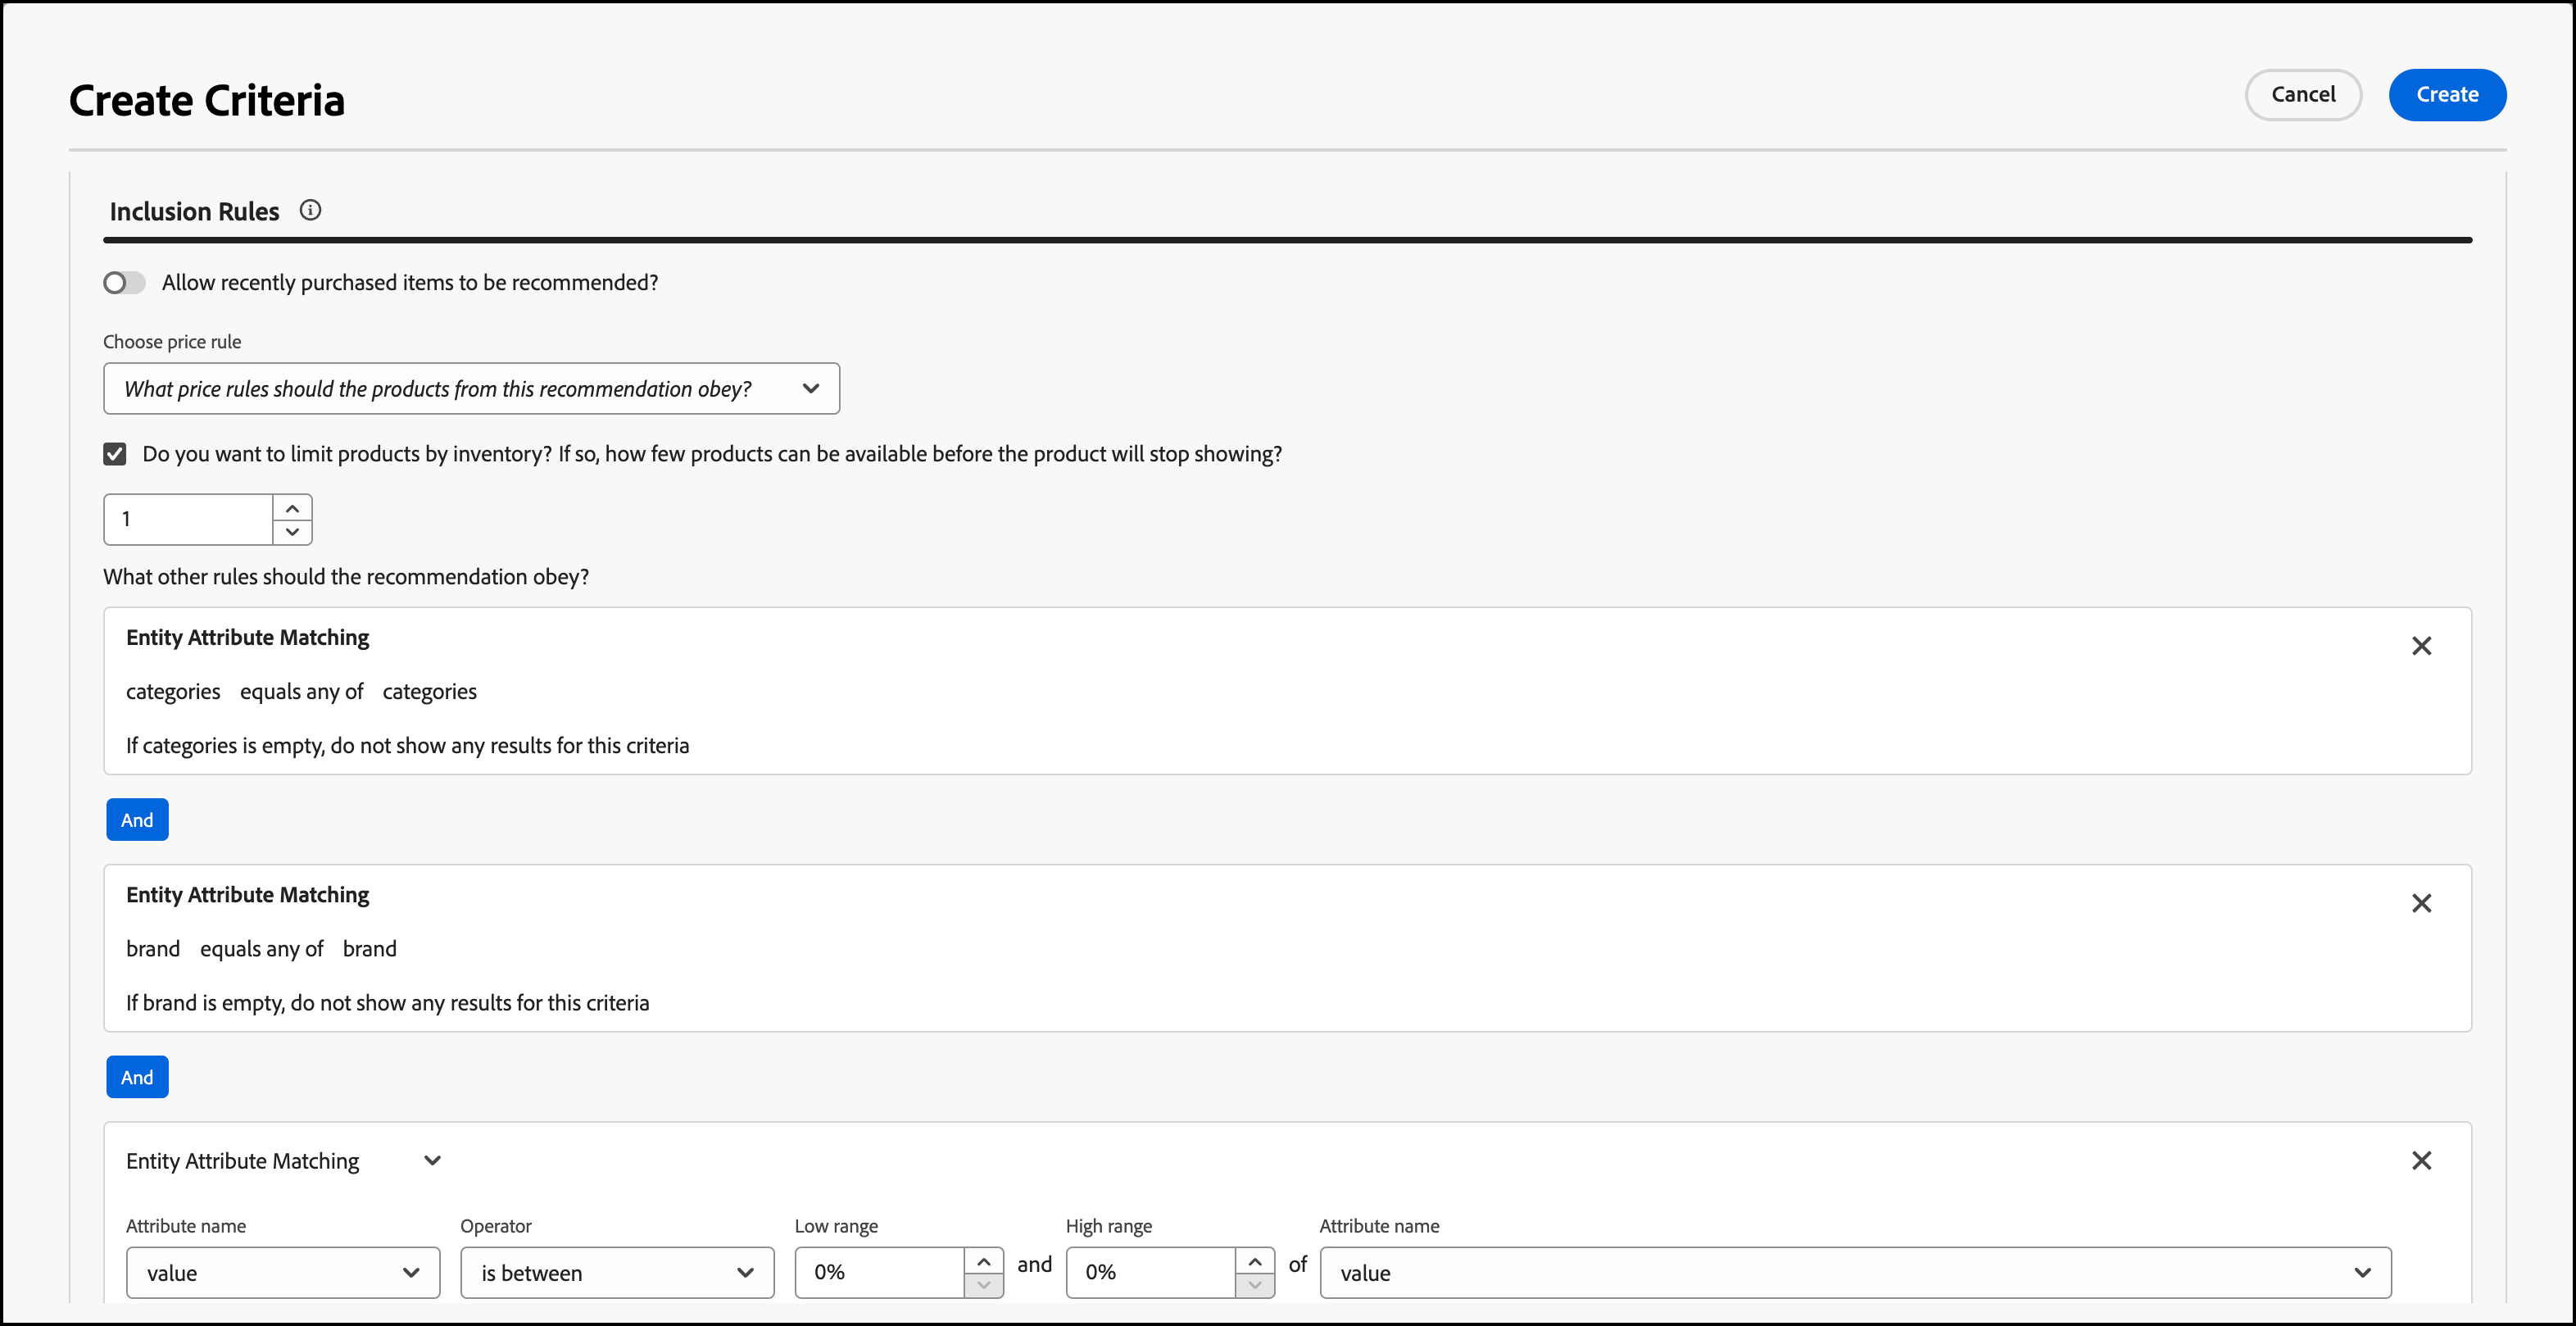 Create Criteria
Cancel
Create
Inclusion Rules
Allow recently purchased items to be recommended?
Choose price rule
What price rules should the products from this recommendation obey?
Do you want to limit products by inventory? If so, how few products can be available before the product will stop showing?
1
What other rules should the recommendation obey?
Entity Attribute Matching
categories equals any of categories
If categories is empty, do not show any results for this criteria
And
Entity Attribute Matching
brand equals any of brand
If brand is empty, do not show any results for this criteria
And
Entity Attribute Matching
Attribute name Operator Low range High range Attribute name
value is between 0% and 0% of value